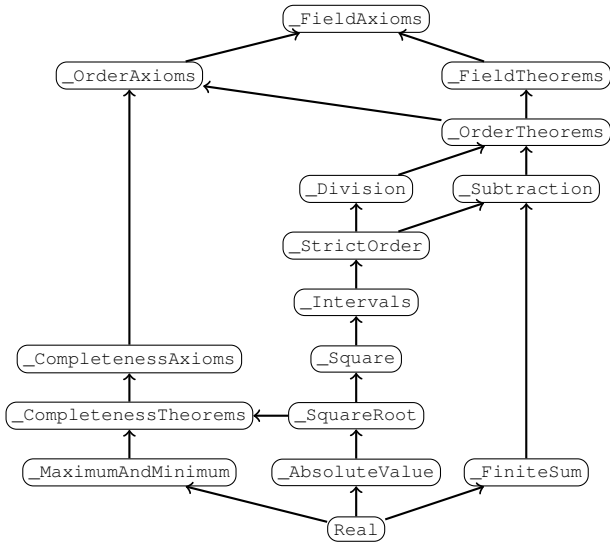 _FieldAxioms
_OrderAxioms
_FieldTheorems
_OrderTheorems
_Division
_Subtraction
_StrictOrder
_Intervals
_CompletenessAxioms
_Square
_CompletenessTheorems
_SquareRoot
_MaximumAndMinimum
_AbsoluteValue
_FiniteSum
Real